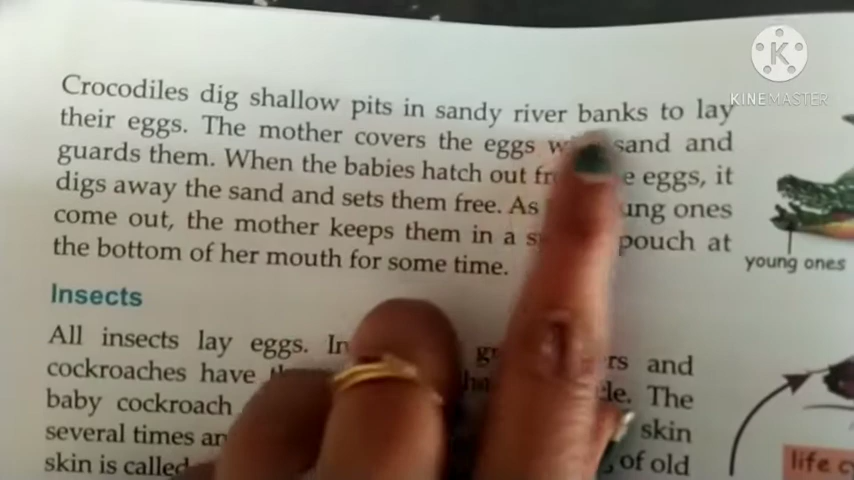 Crocodiles dig shallow pits in sandy river banks to lay
their eggs. The mother covers the eggs sand and
guards them. When the babies hatch out eggs, it
digs away the sand and sets them free. As ones
come out, the mother keeps them in a pouch at
the bottom of her mouth for some time.
young ones
Insects
All insects lay eggs. and
cockroaches have The
baby cockroach skin
several times
skin is called of old
life
KINEMASTER